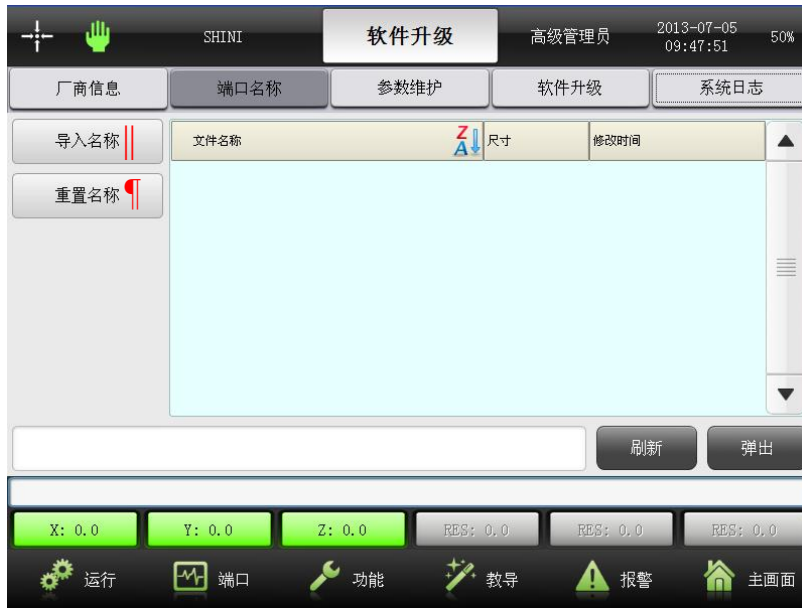 SHINI 软件升级 高级管理员 2013-07-05 50%
09:47:51
厂商信息 端口名称 参数维护 软件升级 系统日志
导入名称‖ 文件名称 ZA 尺寸 修改时间
重置名称¶
刷新 弹出
X: 0.0 Y: 0.0 Z: 0.0 RES: 0.0 RES: 0.0 RES: 0.0
运行 端口 功能 教导 报警 主画面